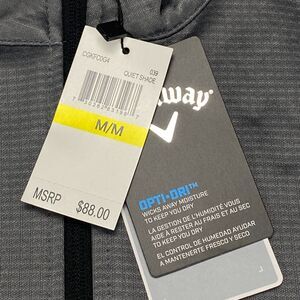 CGKFC0G4
039
QUIET SHADE
M/M
MSRP
$88.00
OPTI-DRI™
WICKS AWAY MOISTURE
TO KEEP YOU DRY
LA GESTION DE L'HUMIDITÉ VOUS
AIDE À RESTER AU FRAIS ET AU SEC
TO KEEP YOU DRY
EL CONTROL DE HUMEDAD AYUDAR
A MANTENERTE FRESCO Y SECO